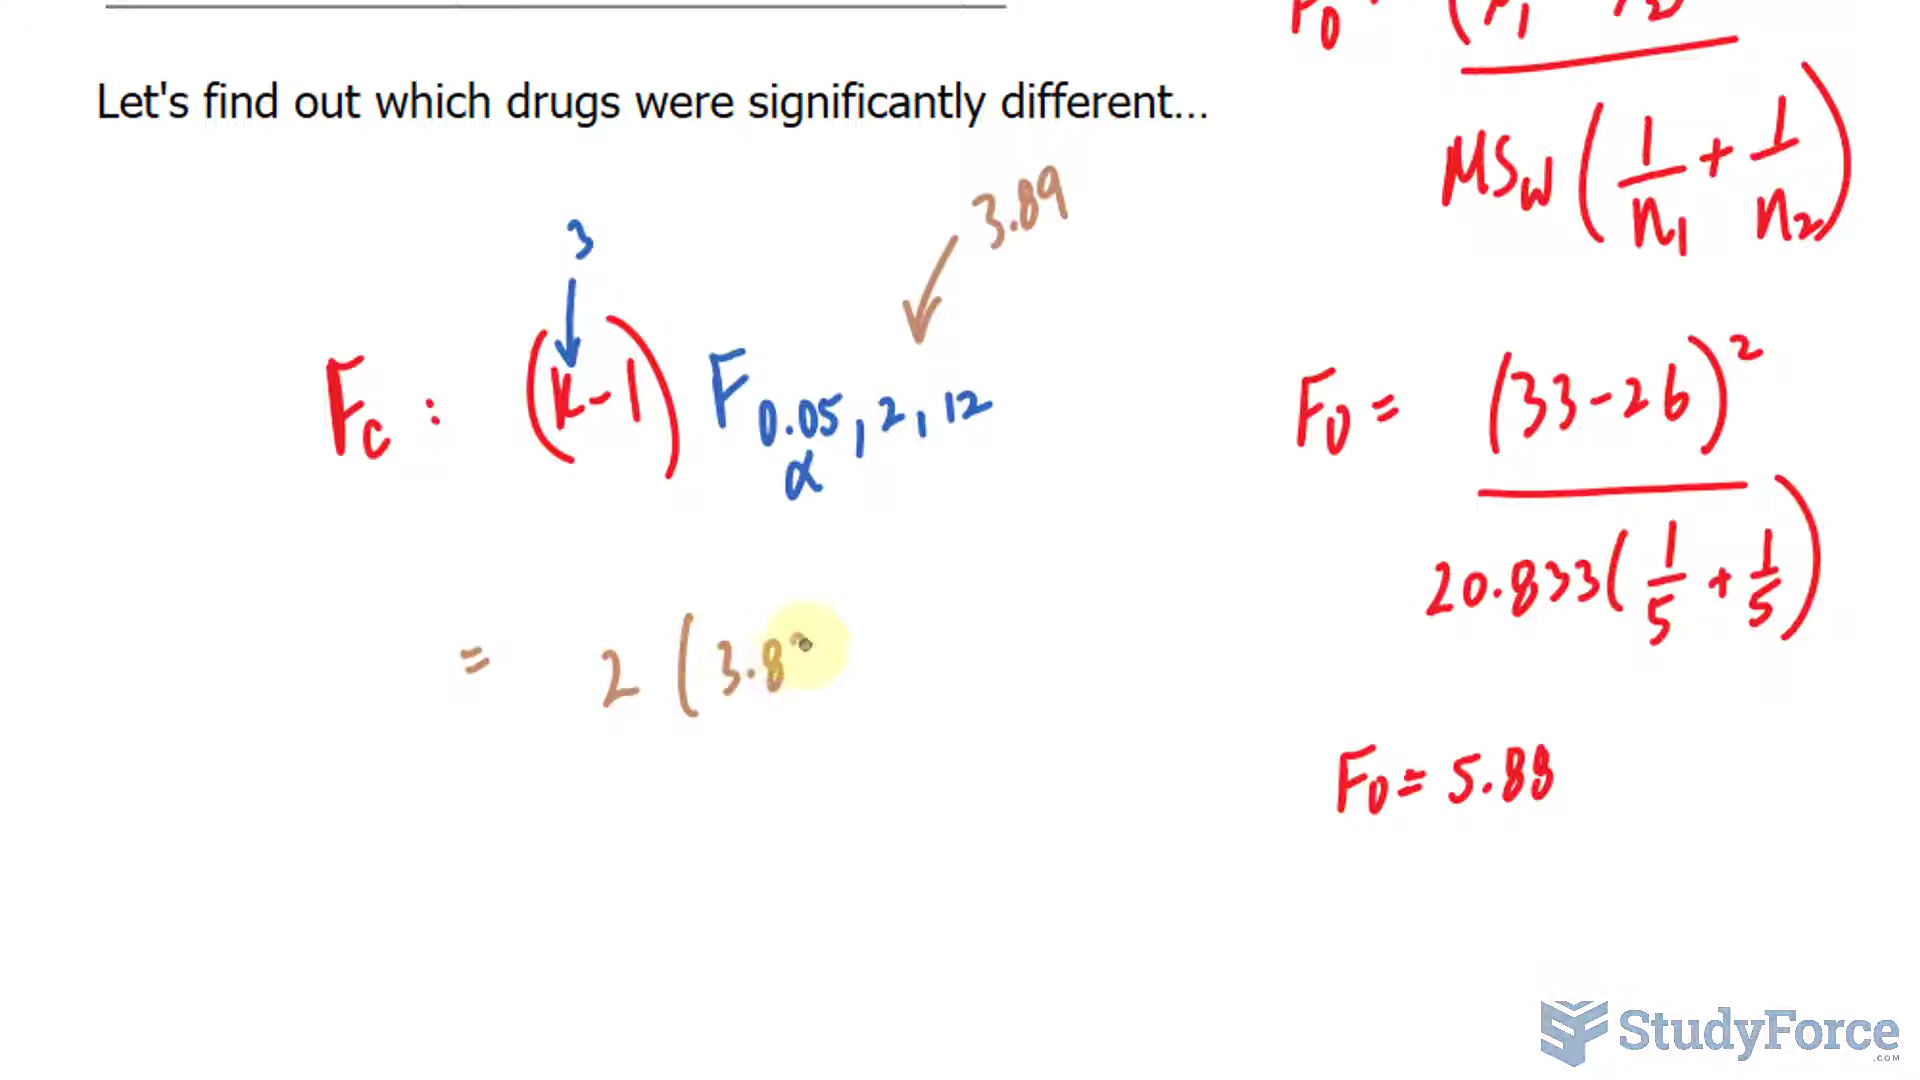 Let's find out which drugs were significantly different...
3
3.89
Fc : (k-1) F0.05, 2, 12
α
= 2 (3.8
F0
MSW (1/n1 + 1/n2)
F0 = (33-26)²
20.833(1/5 + 1/5)
F0 = 5.88
StudyForce
.COM